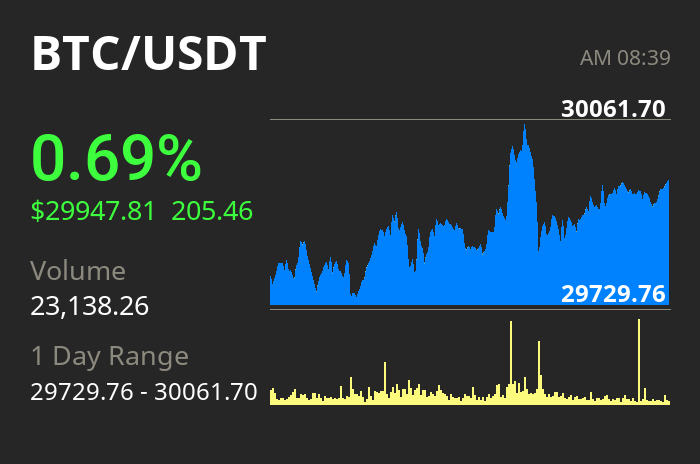 BTC/USDT
AM 08:39
30061.70
0.69%
$29947.81 205.46
Volume
23,138.26
29729.76
1 Day Range
29729.76 - 30061.70